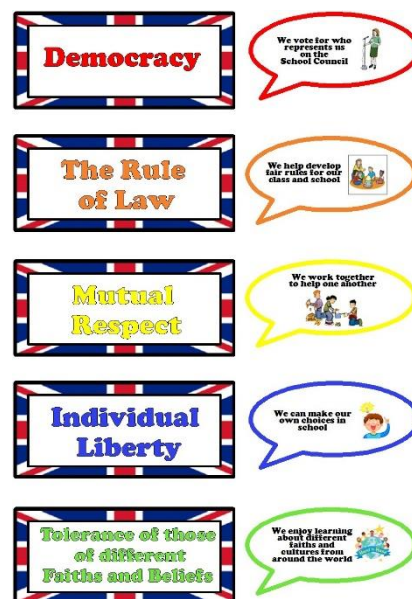 Democracy
We vote for who
represents us
on the
School Council
The Rule
of Law
We help develop
fair rules for our
class and school
Mutual
Respect
We work together
to help one another
Individual
Liberty
We can make our
own choices in
school
Tolerance of those
of different
Faiths and Beliefs
We enjoy learning
about different
faiths and
cultures from
around the world